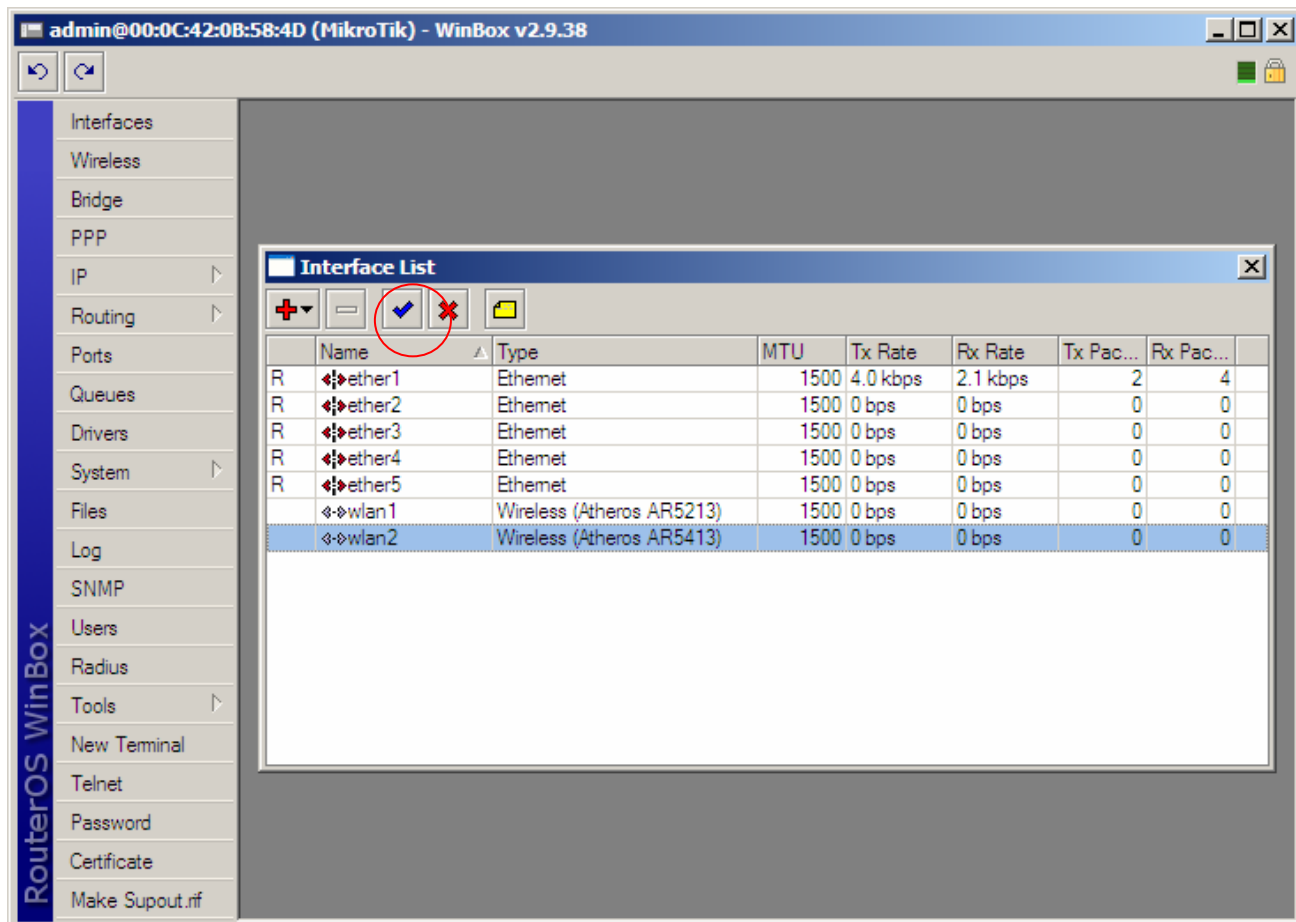 admin@00:0C:42:0B:58:4D (MikroTik) - WinBox v2.9.38
RouterOS WinBox
Interfaces
Wireless
Bridge
PPP
IP
Routing
Ports
Queues
Drivers
System
Files
Log
SNMP
Users
Radius
Tools
New Terminal
Telnet
Password
Certificate
Make Supout.rif
Interface List
Name Type MTU Tx Rate Rx Rate Tx Pac... Rx Pac...
R ether1 Ethernet 1500 4.0 kbps 2.1 kbps 2 4
R ether2 Ethernet 1500 0 bps 0 bps 0 0
R ether3 Ethernet 1500 0 bps 0 bps 0 0
R ether4 Ethernet 1500 0 bps 0 bps 0 0
R ether5 Ethernet 1500 0 bps 0 bps 0 0
wlan1 Wireless (Atheros AR5213) 1500 0 bps 0 bps 0 0
wlan2 Wireless (Atheros AR5413) 1500 0 bps 0 bps 0 0